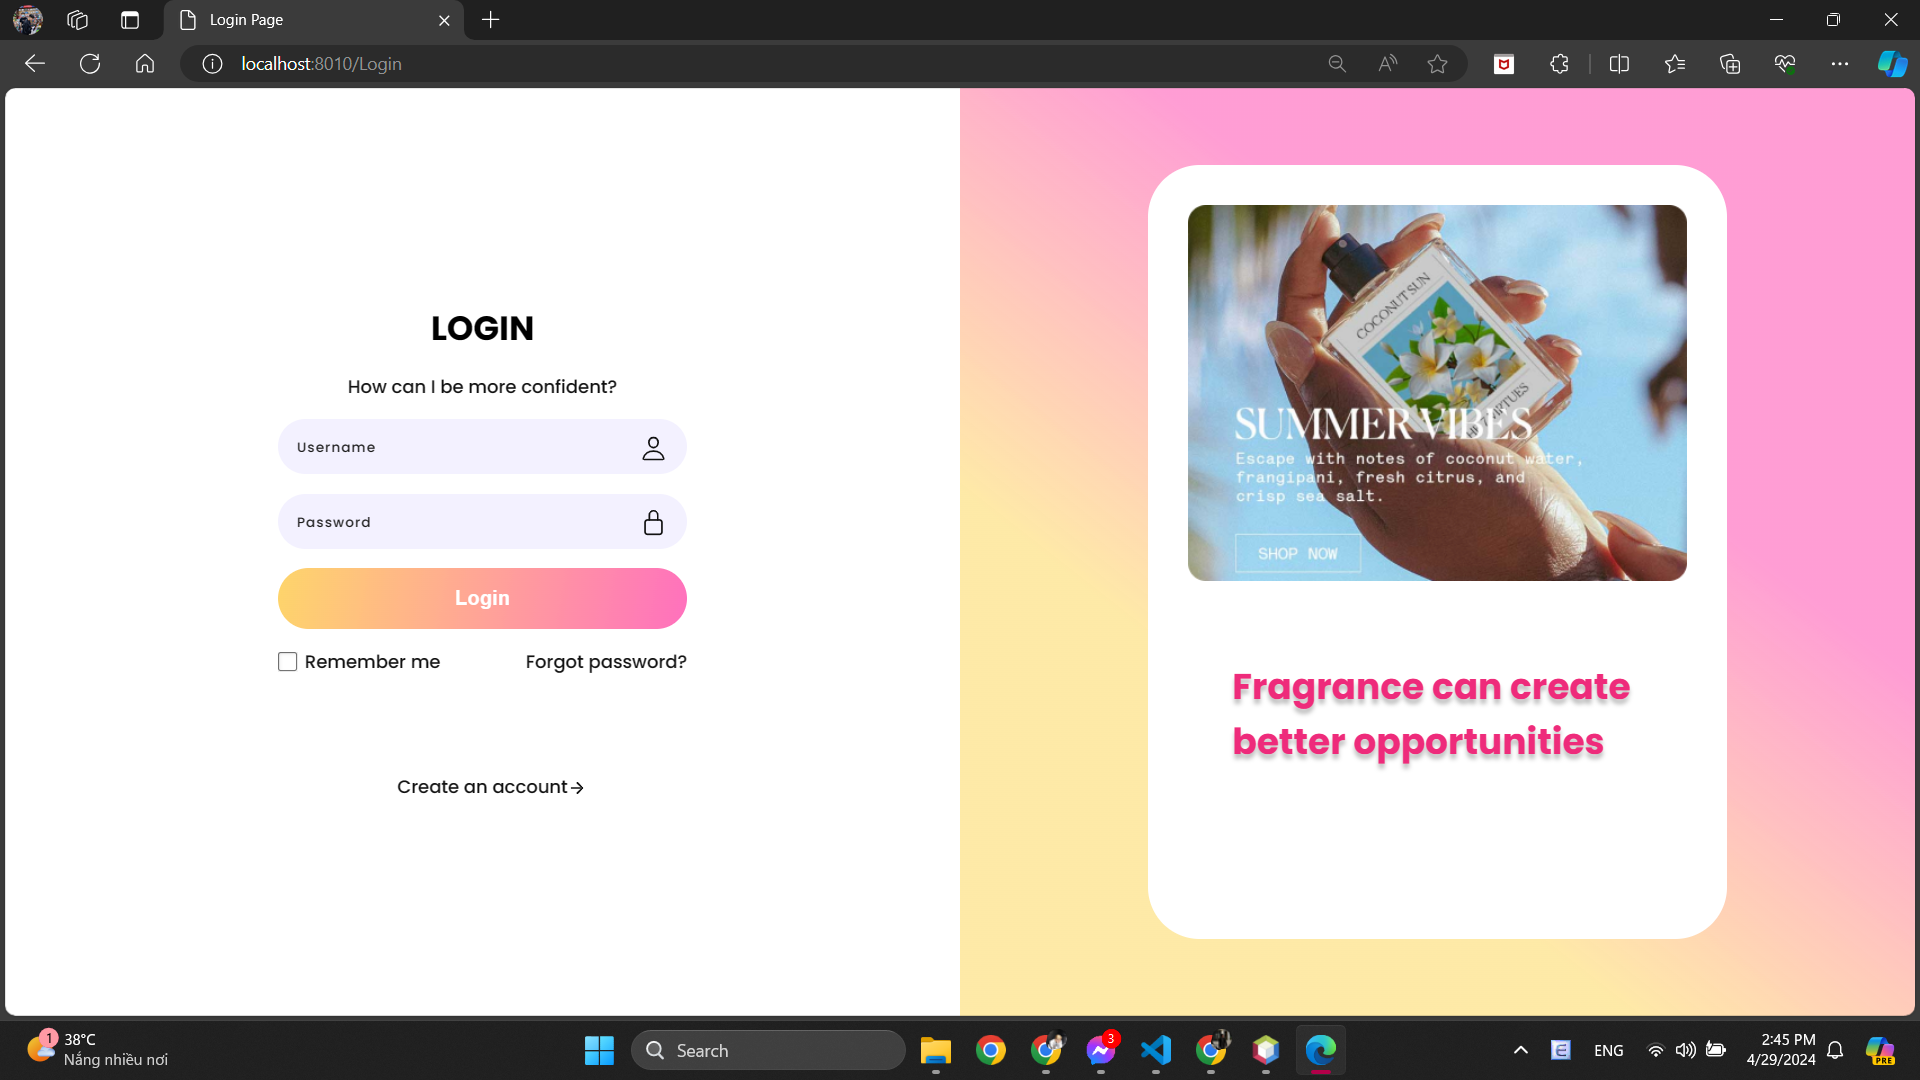 Login Page
localhost:8010/Login
LOGIN
How can I be more confident?
Username
Password
Login
Remember me
Forgot password?
Create an account
COCONUT SUN
SUMMER VIBES
Escape with notes of coconut water,
frangipani, fresh citrus, and
crisp sea salt.
SHOP NOW
Fragrance can create
better opportunities
1
38°C
Nắng nhiều nơi
Search
3
ENG
2:45 PM
4/29/2024
PRE